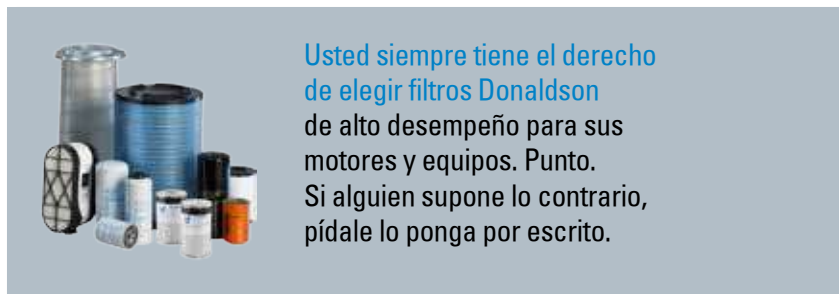 Usted siempre tiene el derecho
de elegir filtros Donaldson
de alto desempeño para sus
motores y equipos. Punto.
Si alguien supone lo contrario,
pídale lo ponga por escrito.